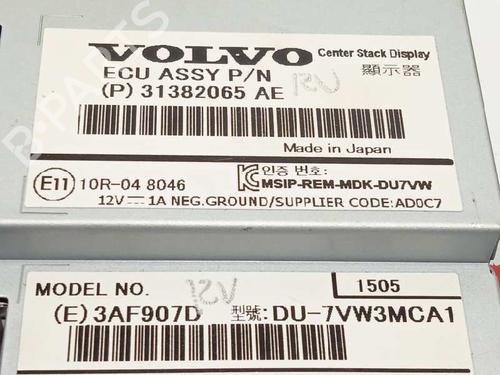 VOLVO Center Stack Display
ECU ASSY P/N 顯示器
(P) 31382065 AE
Made in Japan
E11 10R-04 8046 인증 번호:
MSIP-REM-MDK-DU7VW
12V 1A NEG.GROUND/SUPPLIER CODE:AD0C7
MODEL NO. 1505
(E) 3AF907D 型號: DU-7VW3MCA1
B-PARTS